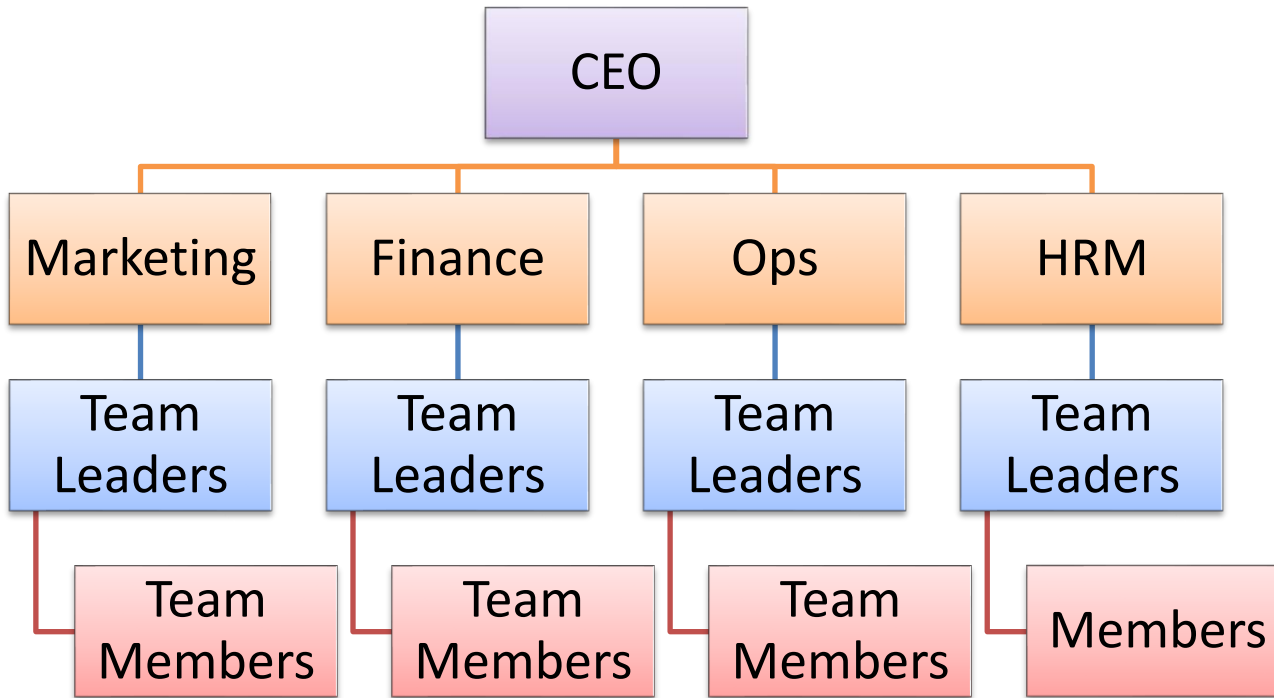 CEO
Marketing
Finance
Ops
HRM
Team
Leaders
Team
Leaders
Team
Leaders
Team
Leaders
Team
Members
Team
Members
Team
Members
Members